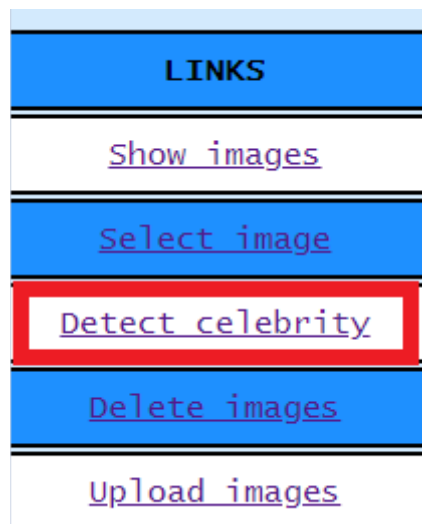 LINKS
Show images
Select image
Detect celebrity
Delete images
Upload images